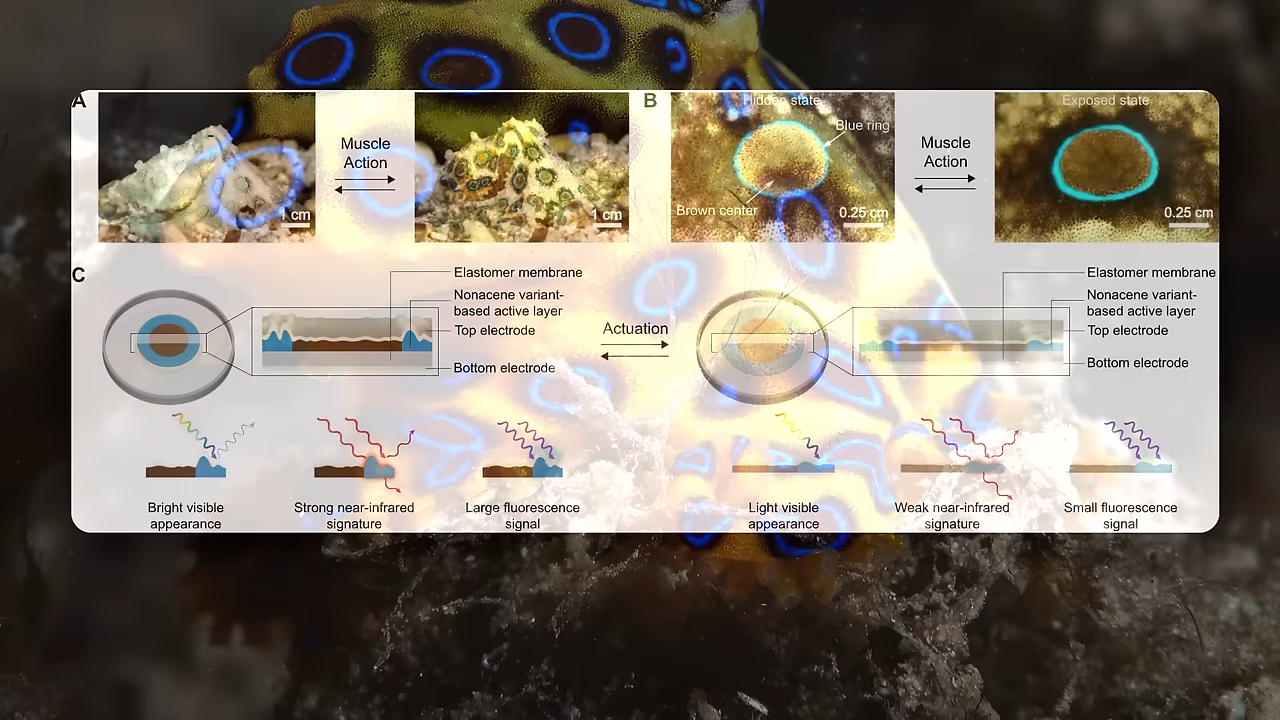 A
Muscle
Action
1 cm
1 cm
B
Hidden state
Blue ring
Brown center
0.25 cm
Muscle
Action
Exposed state
0.25 cm
C
Elastomer membrane
Nonacene variant-
based active layer
Top electrode
Bottom electrode
Actuation
Elastomer membrane
Nonacene variant-
based active layer
Top electrode
Bottom electrode
Bright visible
appearance
Strong near-infrared
signature
Large fluorescence
signal
Light visible
appearance
Weak near-infrared
signature
Small fluorescence
signal